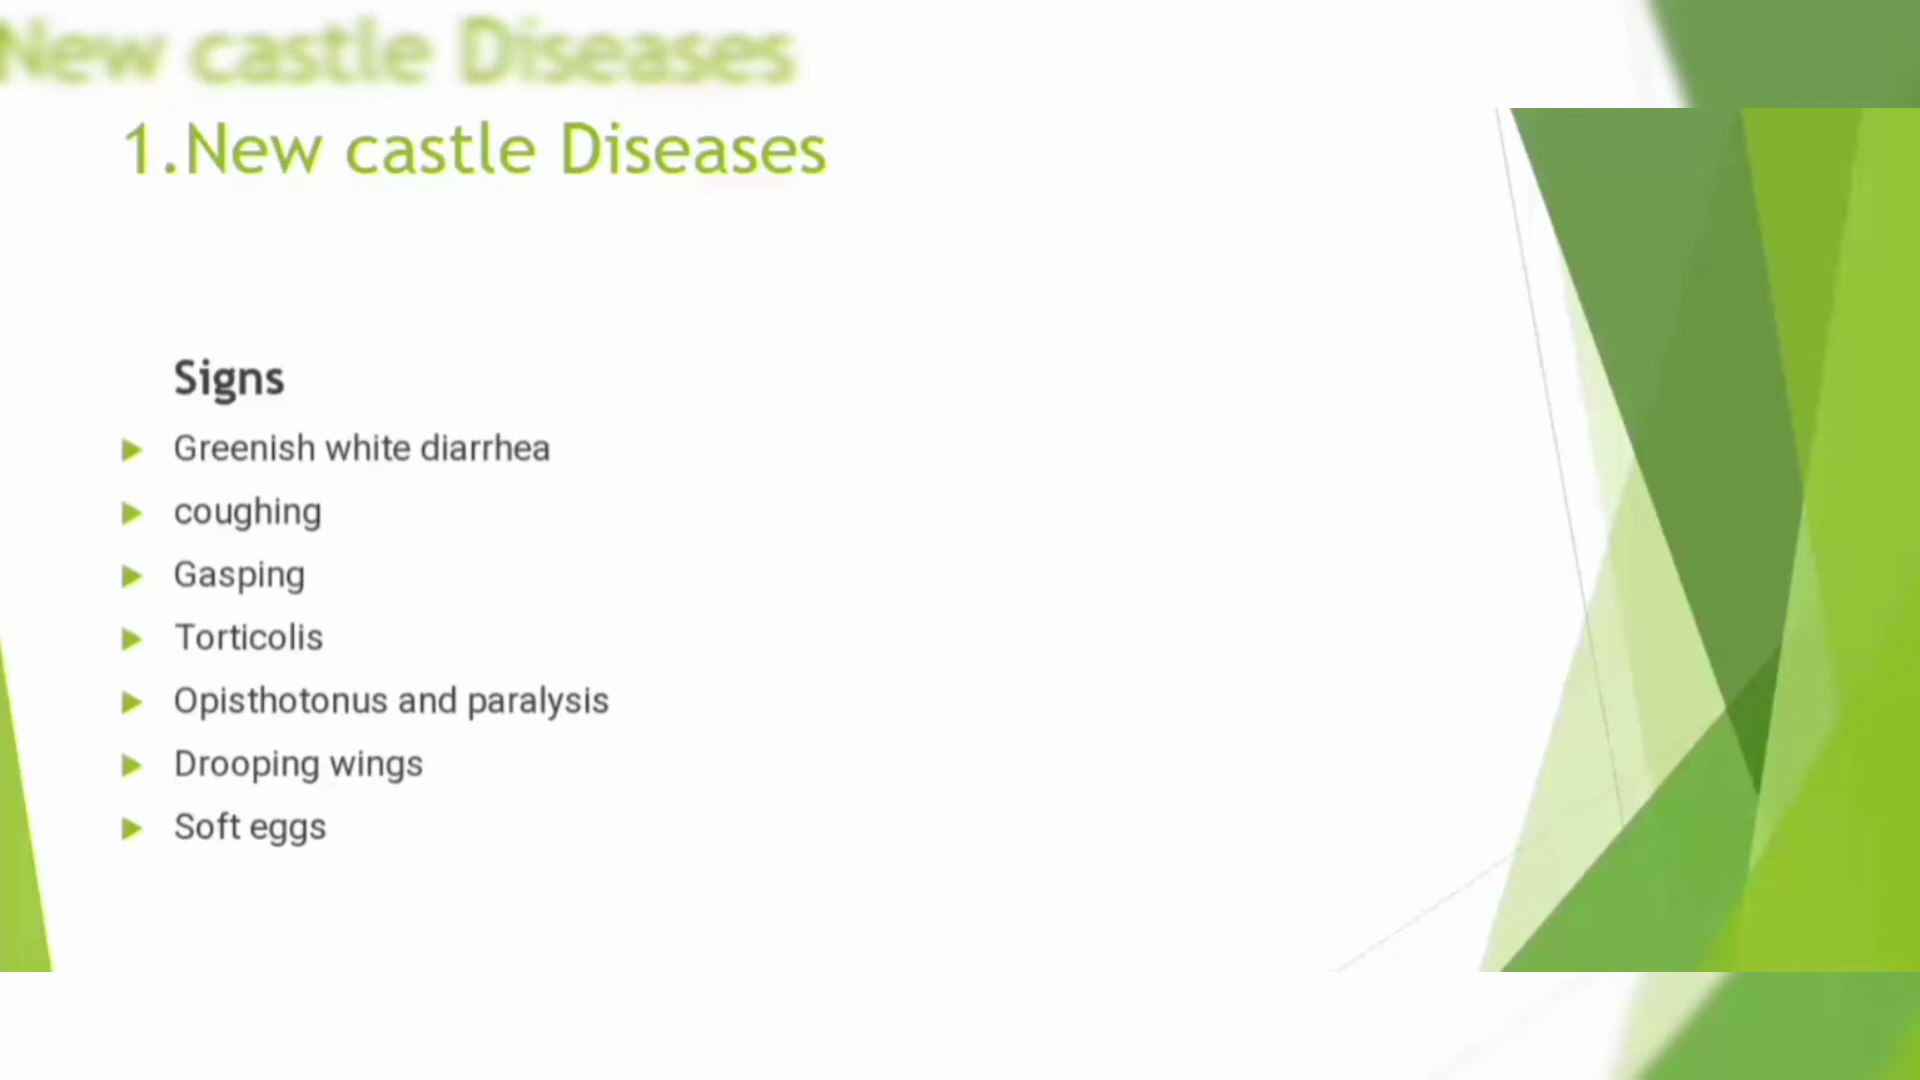 New castle Diseases
1.New castle Diseases
Signs
Greenish white diarrhea
coughing
Gasping
Torticolis
Opisthotonus and paralysis
Drooping wings
Soft eggs